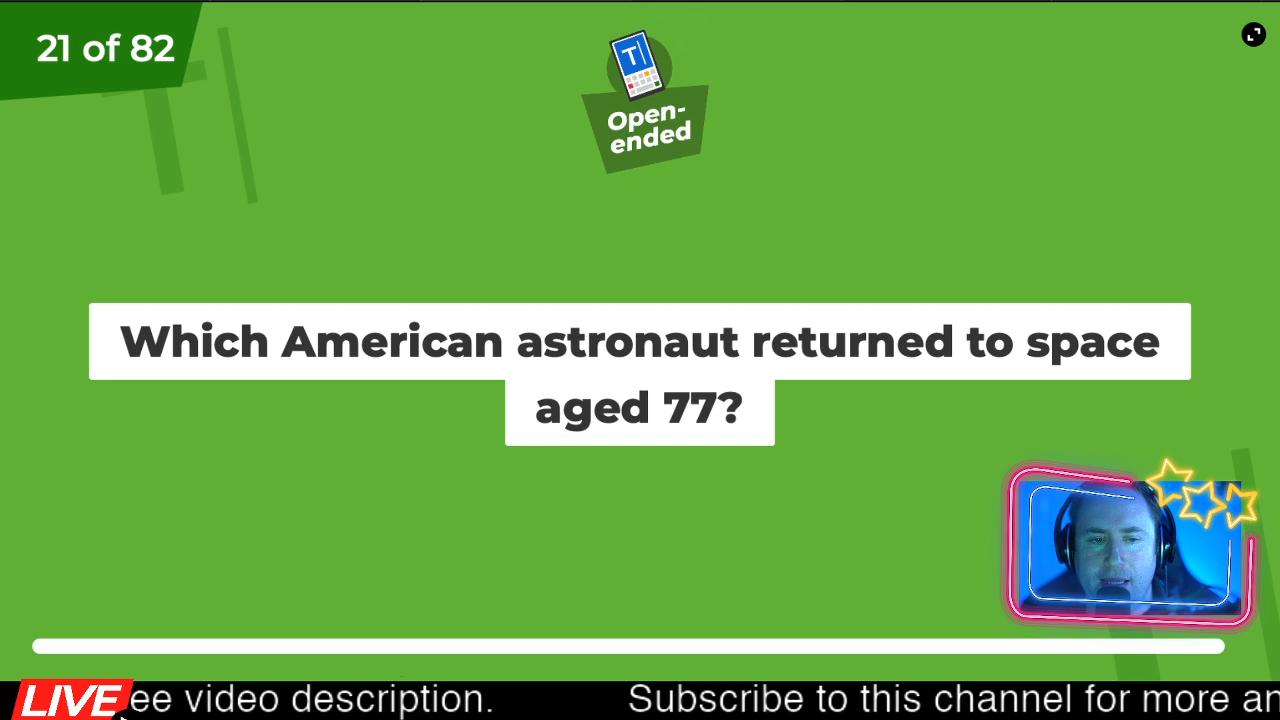 21 of 82
T
Open-
ended
Which American astronaut returned to space
aged 77?
LIVE ee video description. Subscribe to this channel for more an